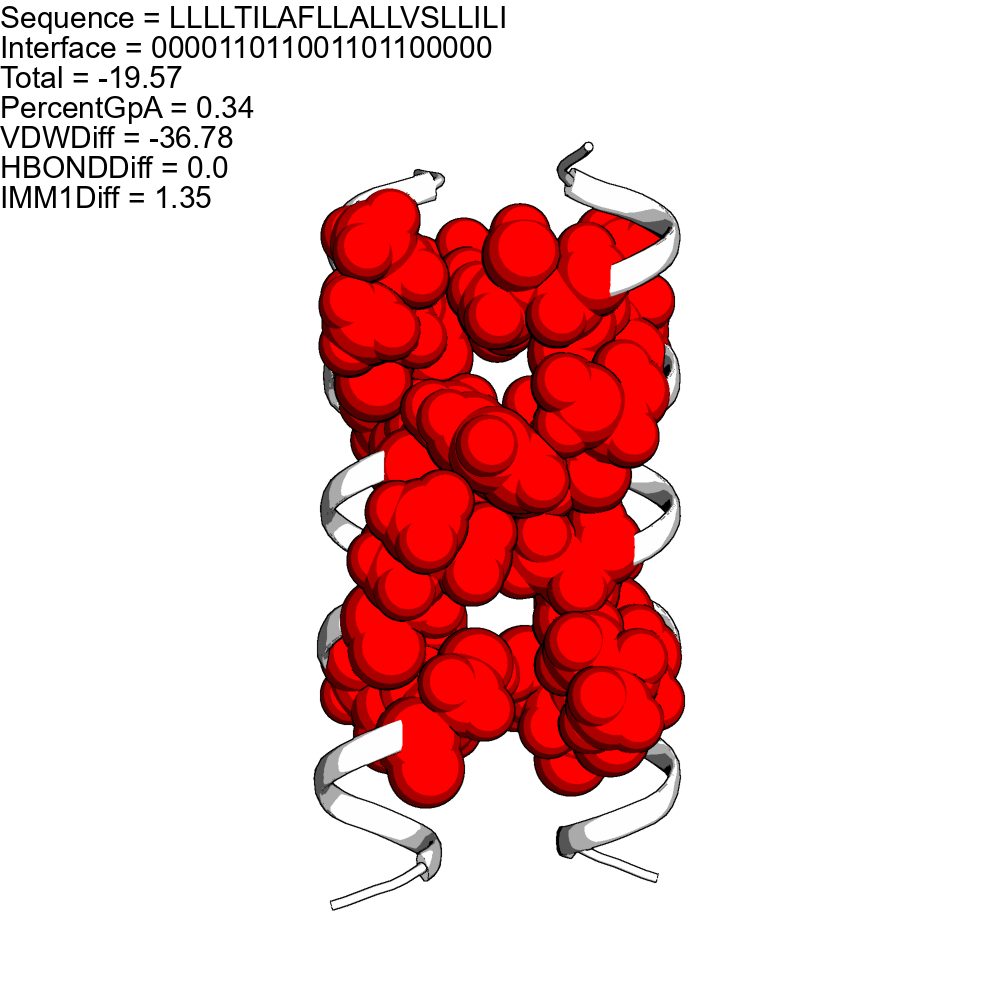 Sequence = LLLLTILAFLLALLVSLLILI
Interface = 000011011001101100000
Total = -19.57
PercentGpA = 0.34
VDWDiff = -36.78
HBONDDiff = 0.0
IMM1Diff = 1.35